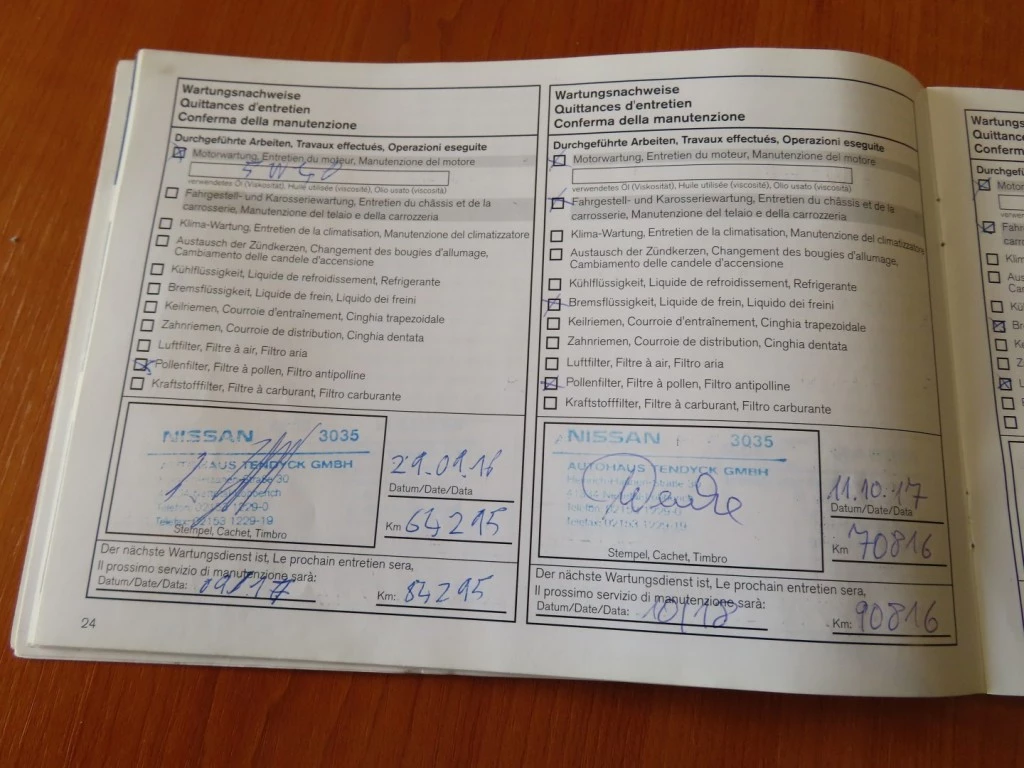 Wartungsnachweise
Quittances d'entretien
Conferma della manutenzione
Durchgeführte Arbeiten, Travaux effectués, Operazioni eseguite
Motorwartung, Entretien du moteur, Manutenzione del motore
5W40
verwendetes Öl (Viskosität), Huile utilisée (viscosité), Olio usato (viscosità)
Fahrgestell- und Karosseriewartung, Entretien du châssis et de la
carrosserie, Manutenzione del telaio e della carrozzeria
Klima-Wartung, Entretien de la climatisation, Manutenzione del climatizzatore
Austausch der Zündkerzen, Changement des bougies d'allumage,
Cambiamento delle candele d'accensione
Kühlflüssigkeit, Liquide de refroidissement, Refrigerante
Bremsflüssigkeit, Liquide de frein, Liquido dei freini
Keilriemen, Courroie d'entraînement, Cinghia trapezoidale
Zahnriemen, Courroie de distribution, Cinghia dentata
Luftfilter, Filtre à air, Filtro aria
Pollenfilter, Filtre à pollen, Filtro antipolline
Kraftstofffilter, Filtre à carburant, Filtro carburante
NISSAN 3035
AUTOHAUS TENDYCK GMBH
Telefax 02153 1229-19
Stempel, Cachet, Timbro
29.09.16
Datum/Date/Data
Km 64295
Der nächste Wartungsdienst ist, Le prochain entretien sera,
Il prossimo servizio di manutenzione sarà:
Datum/Date/Data: 09/17 Km: 84295
24
Wartungsnachweise
Quittances d'entretien
Conferma della manutenzione
Durchgeführte Arbeiten, Travaux effectués, Operazioni eseguite
Motorwartung, Entretien du moteur, Manutenzione del motore
verwendetes Öl (Viskosität), Huile utilisée (viscosité), Olio usato (viscosità)
Fahrgestell- und Karosseriewartung, Entretien du châssis et de la
carrosserie, Manutenzione del telaio e della carrozzeria
Klima-Wartung, Entretien de la climatisation, Manutenzione del climatizzatore
Austausch der Zündkerzen, Changement des bougies d'allumage,
Cambiamento delle candele d'accensione
Kühlflüssigkeit, Liquide de refroidissement, Refrigerante
Bremsflüssigkeit, Liquide de frein, Liquido dei freini
Keilriemen, Courroie d'entraînement, Cinghia trapezoidale
Zahnriemen, Courroie de distribution, Cinghia dentata
Luftfilter, Filtre à air, Filtro aria
Pollenfilter, Filtre à pollen, Filtro antipolline
Kraftstofffilter, Filtre à carburant, Filtro carburante
NISSAN 3035
AUTOHAUS TENDYCK GMBH
Telefax 02153 1229-19
Stempel, Cachet, Timbro
11.10.17
Datum/Date/Data
Km 70816
Der nächste Wartungsdienst ist, Le prochain entretien sera,
Il prossimo servizio di manutenzione sarà:
Datum/Date/Data: 10/18 Km: 90816